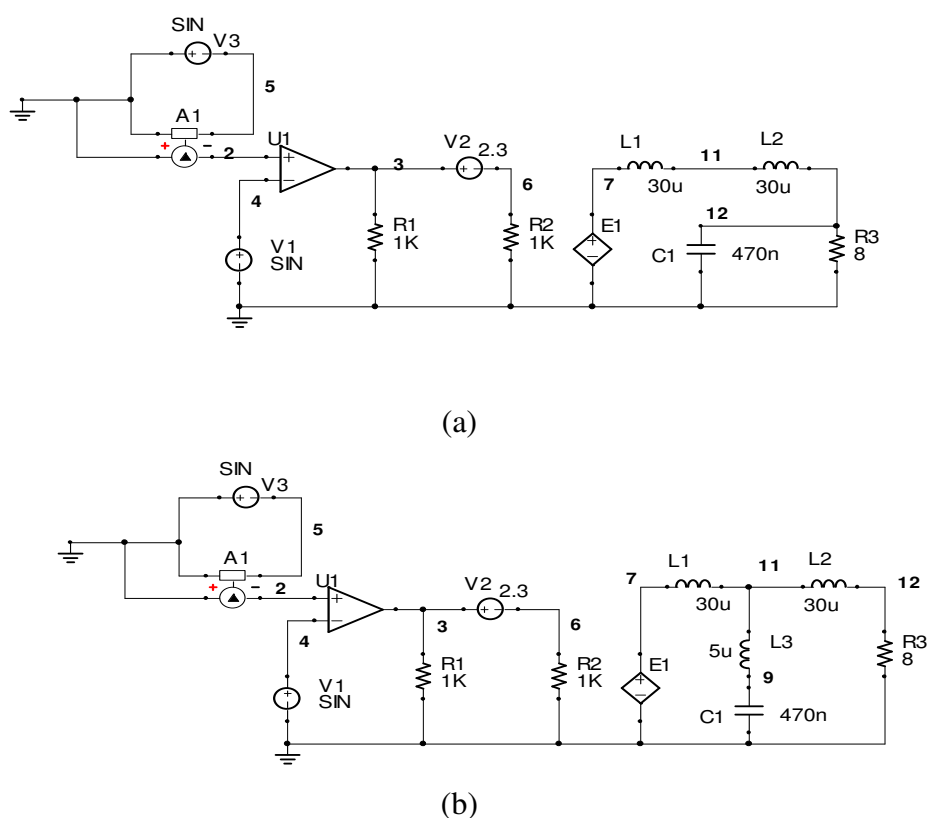 SIN
V3
5
A1
+ −
2
U1
4
3
V2
2.3
6
R1
1K
R2
1K
V1
SIN
7
L1
30u
11
L2
30u
12
E1
C1
470n
R3
8
(a)
SIN
V3
5
A1
+ −
2
U1
4
3
V2
2.3
6
R1
1K
R2
1K
V1
SIN
7
L1
30u
11
L2
30u
12
5u
L3
9
E1
C1
470n
R3
8
(b)